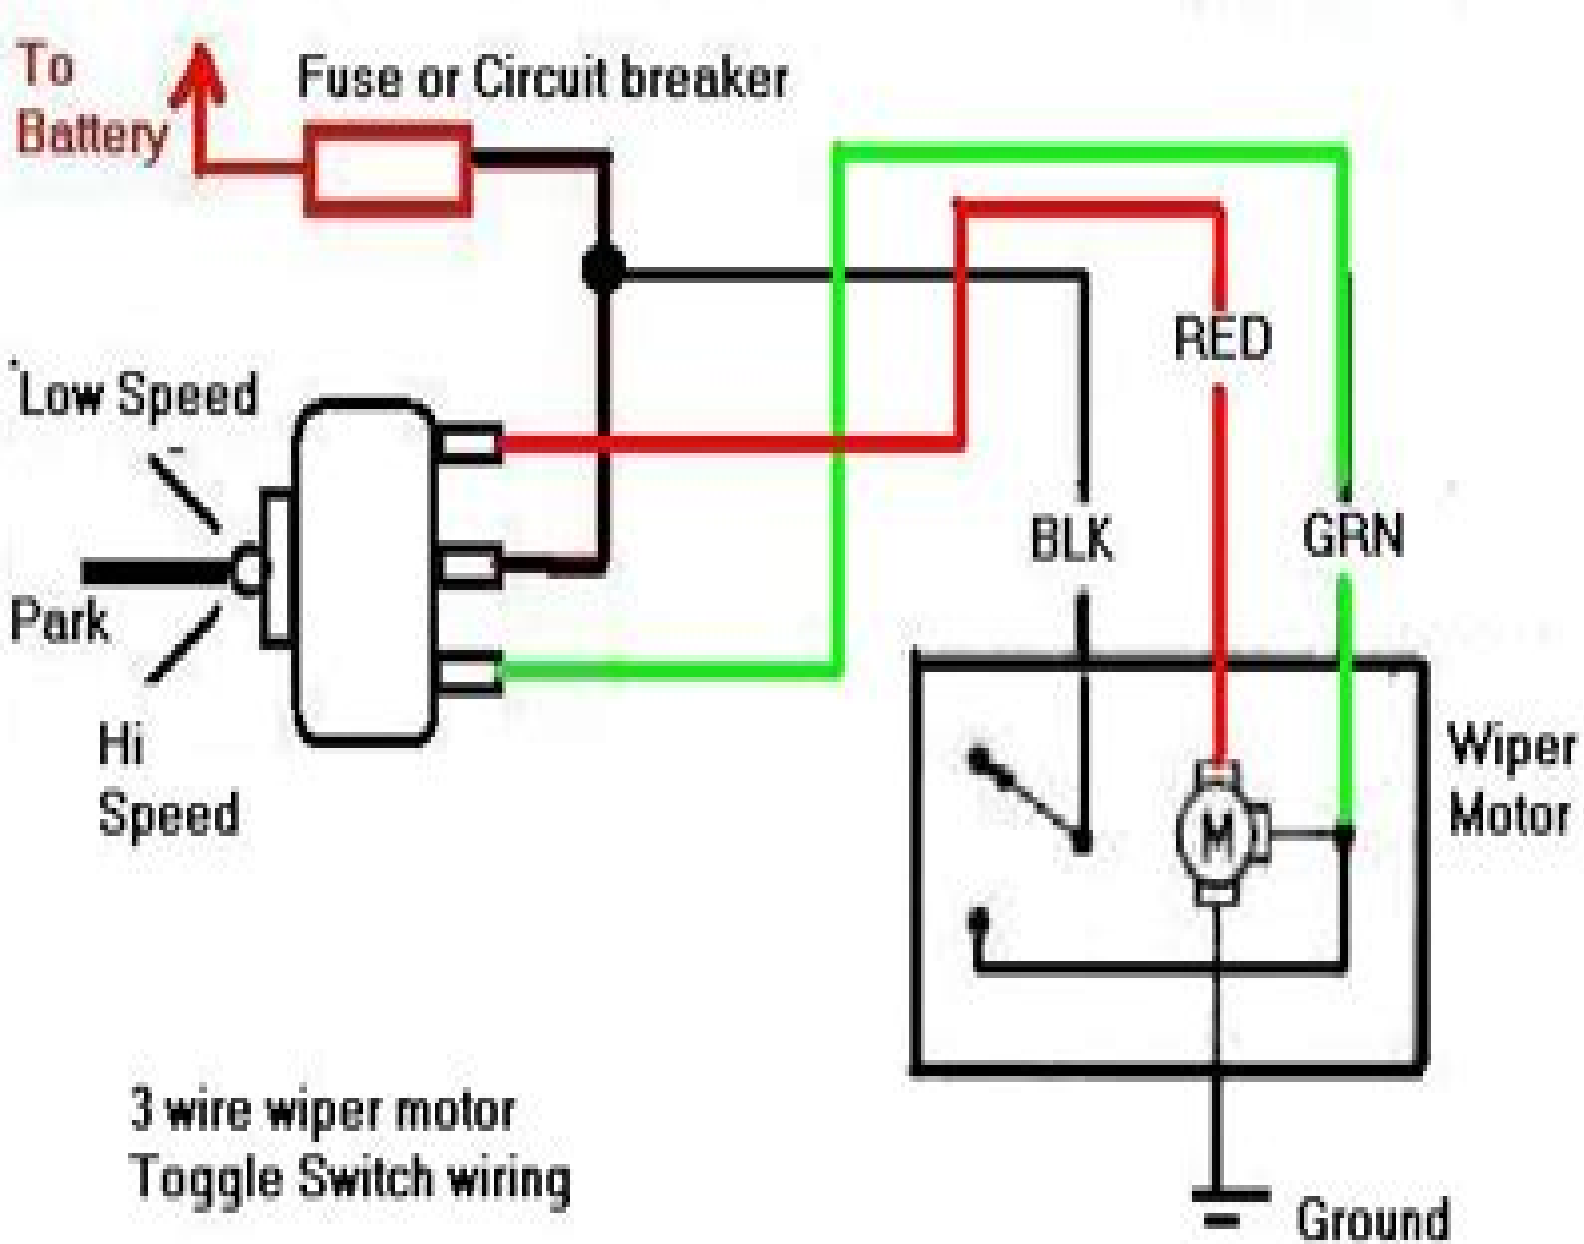 To
Battery
Fuse or Circuit breaker
Low Speed
Park
Hi
Speed
RED
BLK
GRN
Wiper
Motor
M
3 wire wiper motor
Toggle Switch wiring
Ground